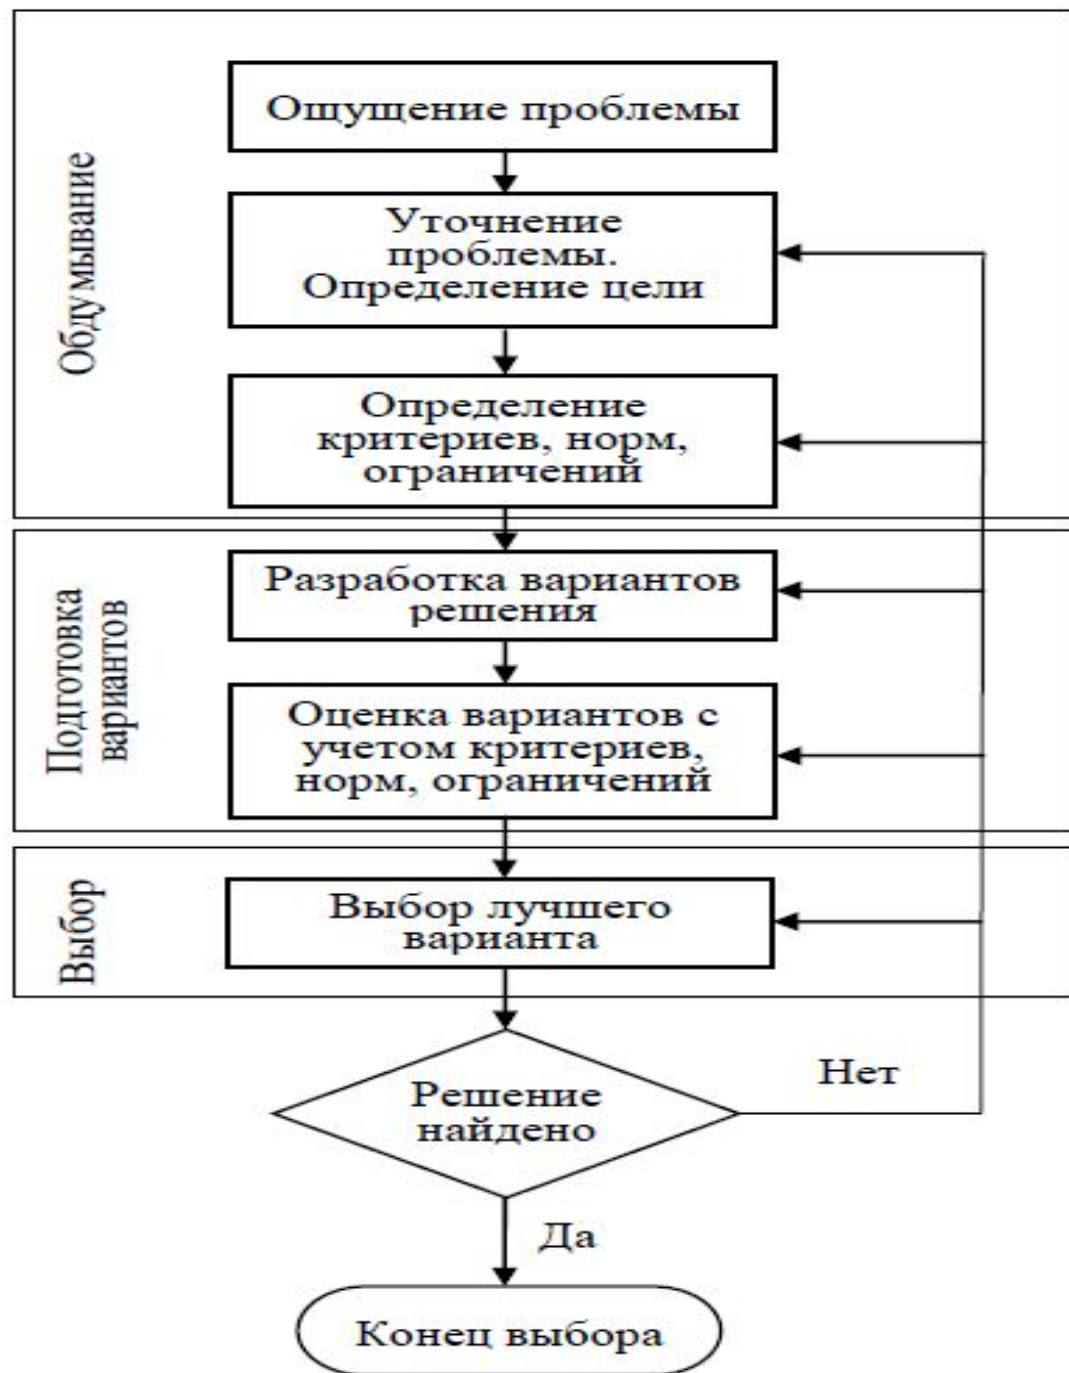 Обдумывание
Ощущение проблемы
Уточнение
проблемы.
Определение цели
Определение
критериев, норм,
ограничений
Подготовка
вариантов
Разработка вариантов
решения
Оценка вариантов с
учетом критериев,
норм, ограничений
Выбор
Выбор лучшего
варианта
Решение
найдено
Нет
Да
Конец выбора